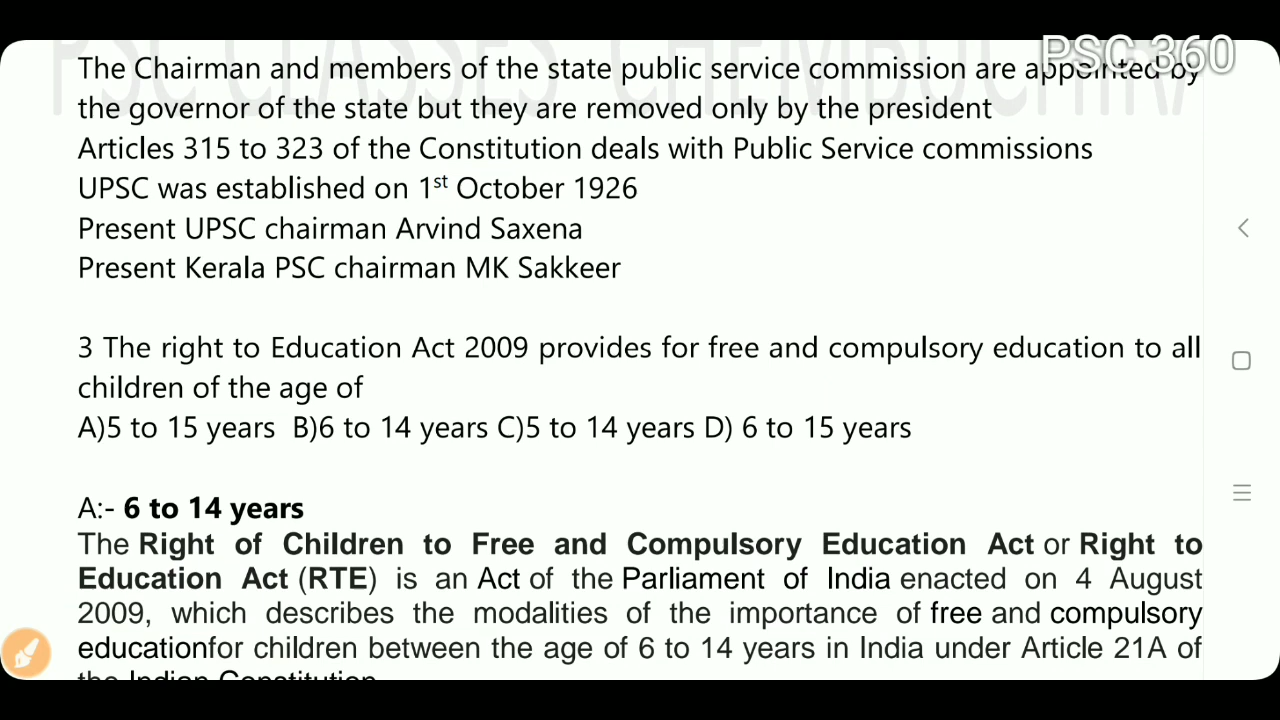 PSC CLASSES CHEMBUCHIRA
PSC 360
The Chairman and members of the state public service commission are appointed by
the governor of the state but they are removed only by the president
Articles 315 to 323 of the Constitution deals with Public Service commissions
UPSC was established on 1st October 1926
Present UPSC chairman Arvind Saxena
Present Kerala PSC chairman MK Sakkeer
3 The right to Education Act 2009 provides for free and compulsory education to all
children of the age of
A)5 to 15 years B)6 to 14 years C)5 to 14 years D) 6 to 15 years
A:- 6 to 14 years
The Right of Children to Free and Compulsory Education Act or Right to
Education Act (RTE) is an Act of the Parliament of India enacted on 4 August
2009, which describes the modalities of the importance of free and compulsory
educationfor children between the age of 6 to 14 years in India under Article 21A of
the Indian Constitution